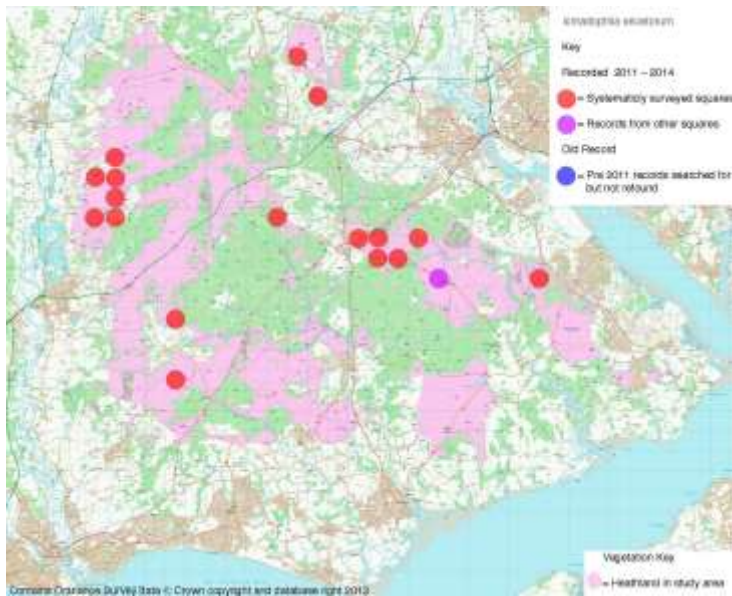 Key
Recorded 2011 – 2014
= Systematicly surveyed squares
= Records from other squares
Old Record
= Pre 2011 records searched for
but not refound
Vegetation Key
= Heathland in study area
Contains Ordnance Survey data © Crown copyright and database right 2013